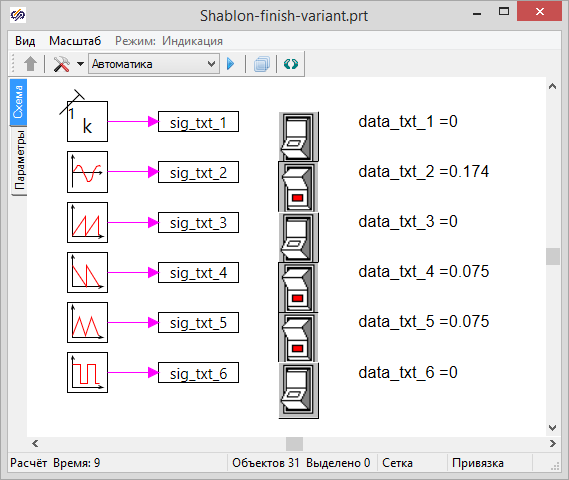 Shablon-finish-variant.prt
Вид Масштаб Режим: Индикация
Автоматика
Схема
Параметры
1
k
sig_txt_1
data_txt_1 =0
sig_txt_2
data_txt_2 =0.174
sig_txt_3
data_txt_3 =0
sig_txt_4
data_txt_4 =0.075
sig_txt_5
data_txt_5 =0.075
sig_txt_6
data_txt_6 =0
Расчёт Время: 9 Объектов 31 Выделено 0 Сетка Привязка